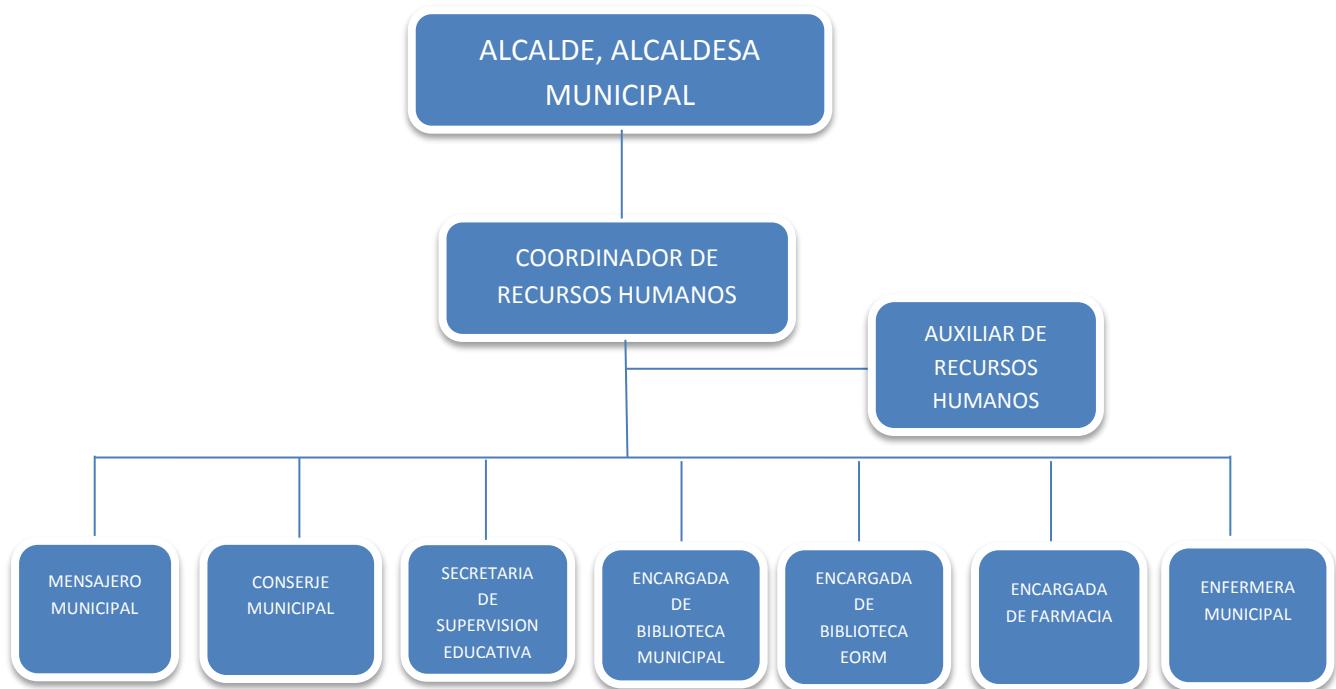 ALCALDE, ALCALDESA
MUNICIPAL
COORDINADOR DE
RECURSOS HUMANOS
AUXILIAR DE
RECURSOS
HUMANOS
MENSAJERO
MUNICIPAL
CONSERJE
MUNICIPAL
SECRETARIA
DE
SUPERVISION
EDUCATIVA
ENCARGADA
DE
BIBLIOTECA
MUNICIPAL
ENCARGADA
DE
BIBLIOTECA
EORM
ENCARGADA
DE FARMACIA
ENFERMERA
MUNICIPAL